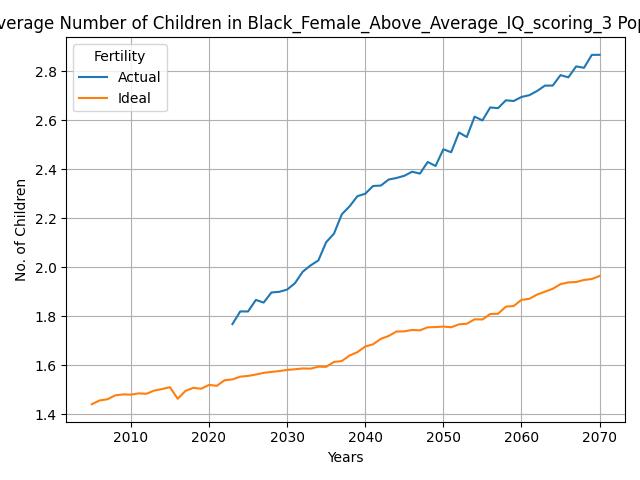 verage Number of Children in Black_Female_Above_Average_IQ_scoring_3 Pop
Fertility
Actual
Ideal
2.8
2.6
2.4
2.2
2.0
1.8
1.6
1.4
No. of Children
2010 2020 2030 2040 2050 2060 2070
Years